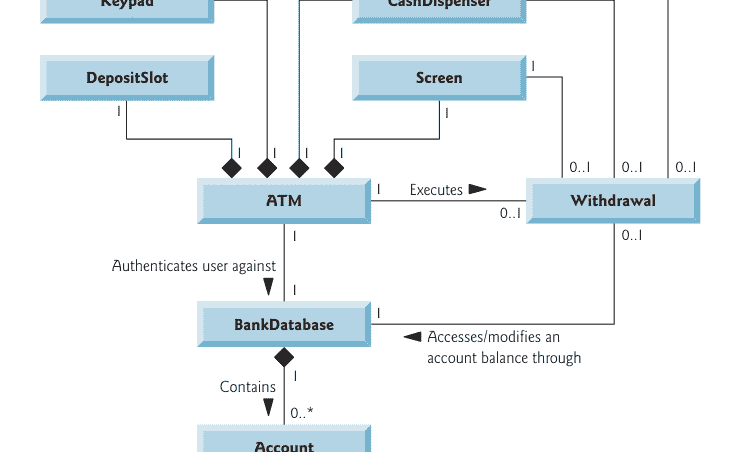 Keypad
CashDispenser
DepositSlot
Screen
1
1
1
1
1
1
1
0..1
0..1
0..1
ATM
1
Executes
0..1
Withdrawal
1
0..1
Authenticates user against
1
BankDatabase
1
Accesses/modifies an
account balance through
1
Contains
0..*
Account